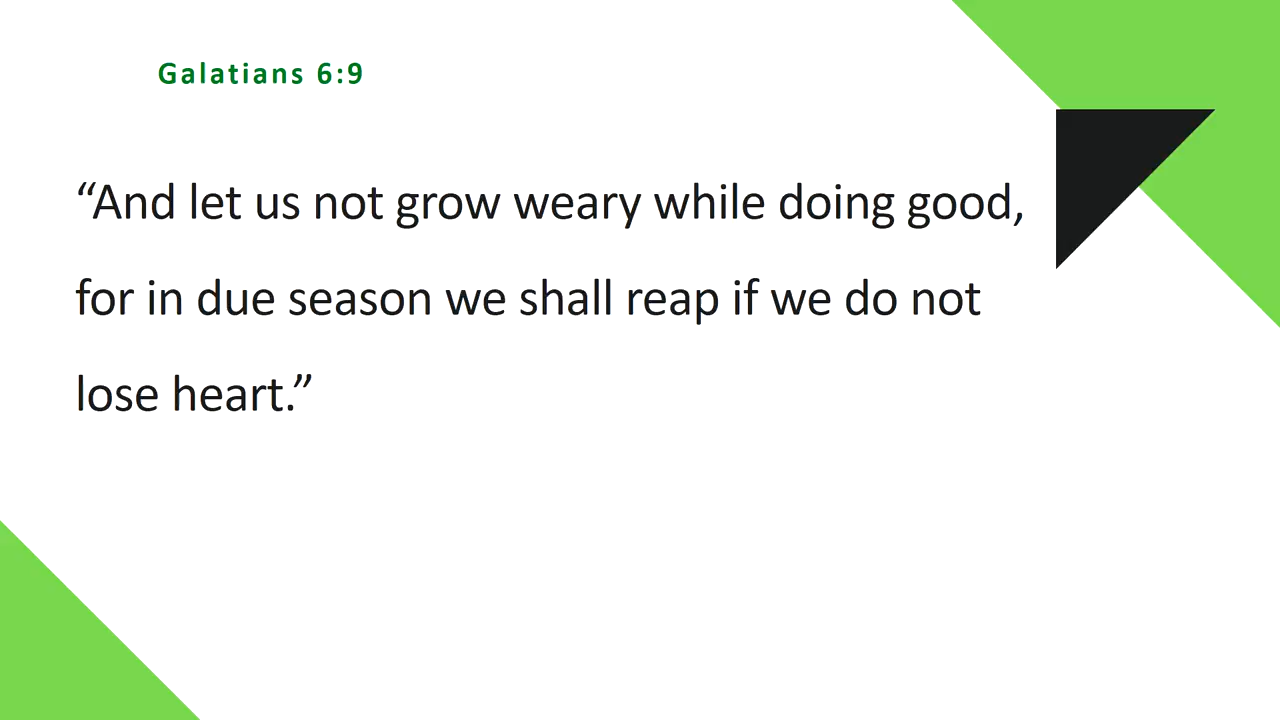 Galatians 6:9
“And let us not grow weary while doing good,
for in due season we shall reap if we do not
lose heart.”